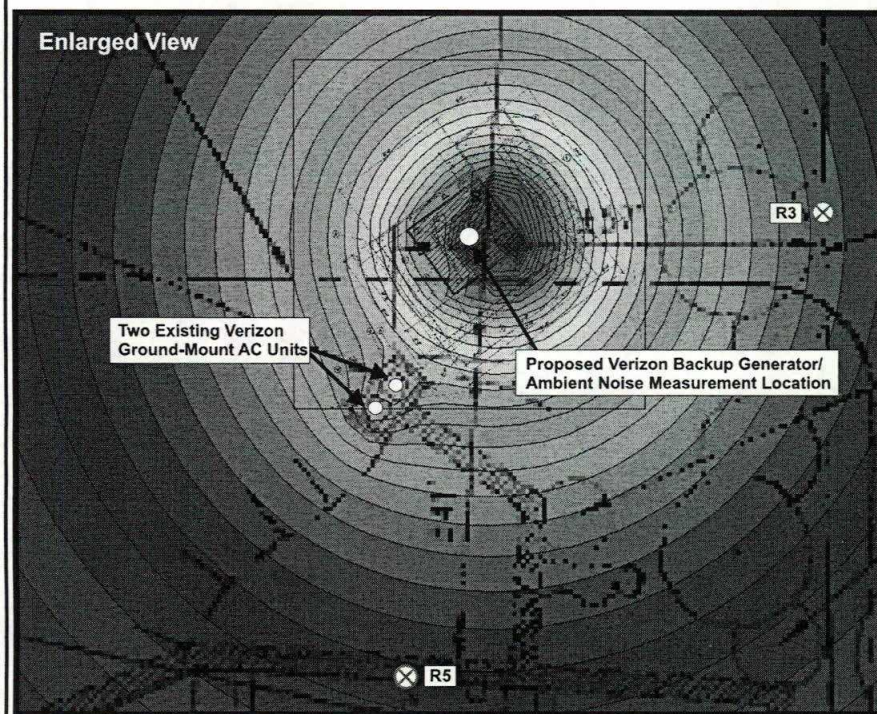 Enlarged View
R3
Two Existing Verizon
Ground-Mount AC Units
Proposed Verizon Backup Generator/
Ambient Noise Measurement Location
R5